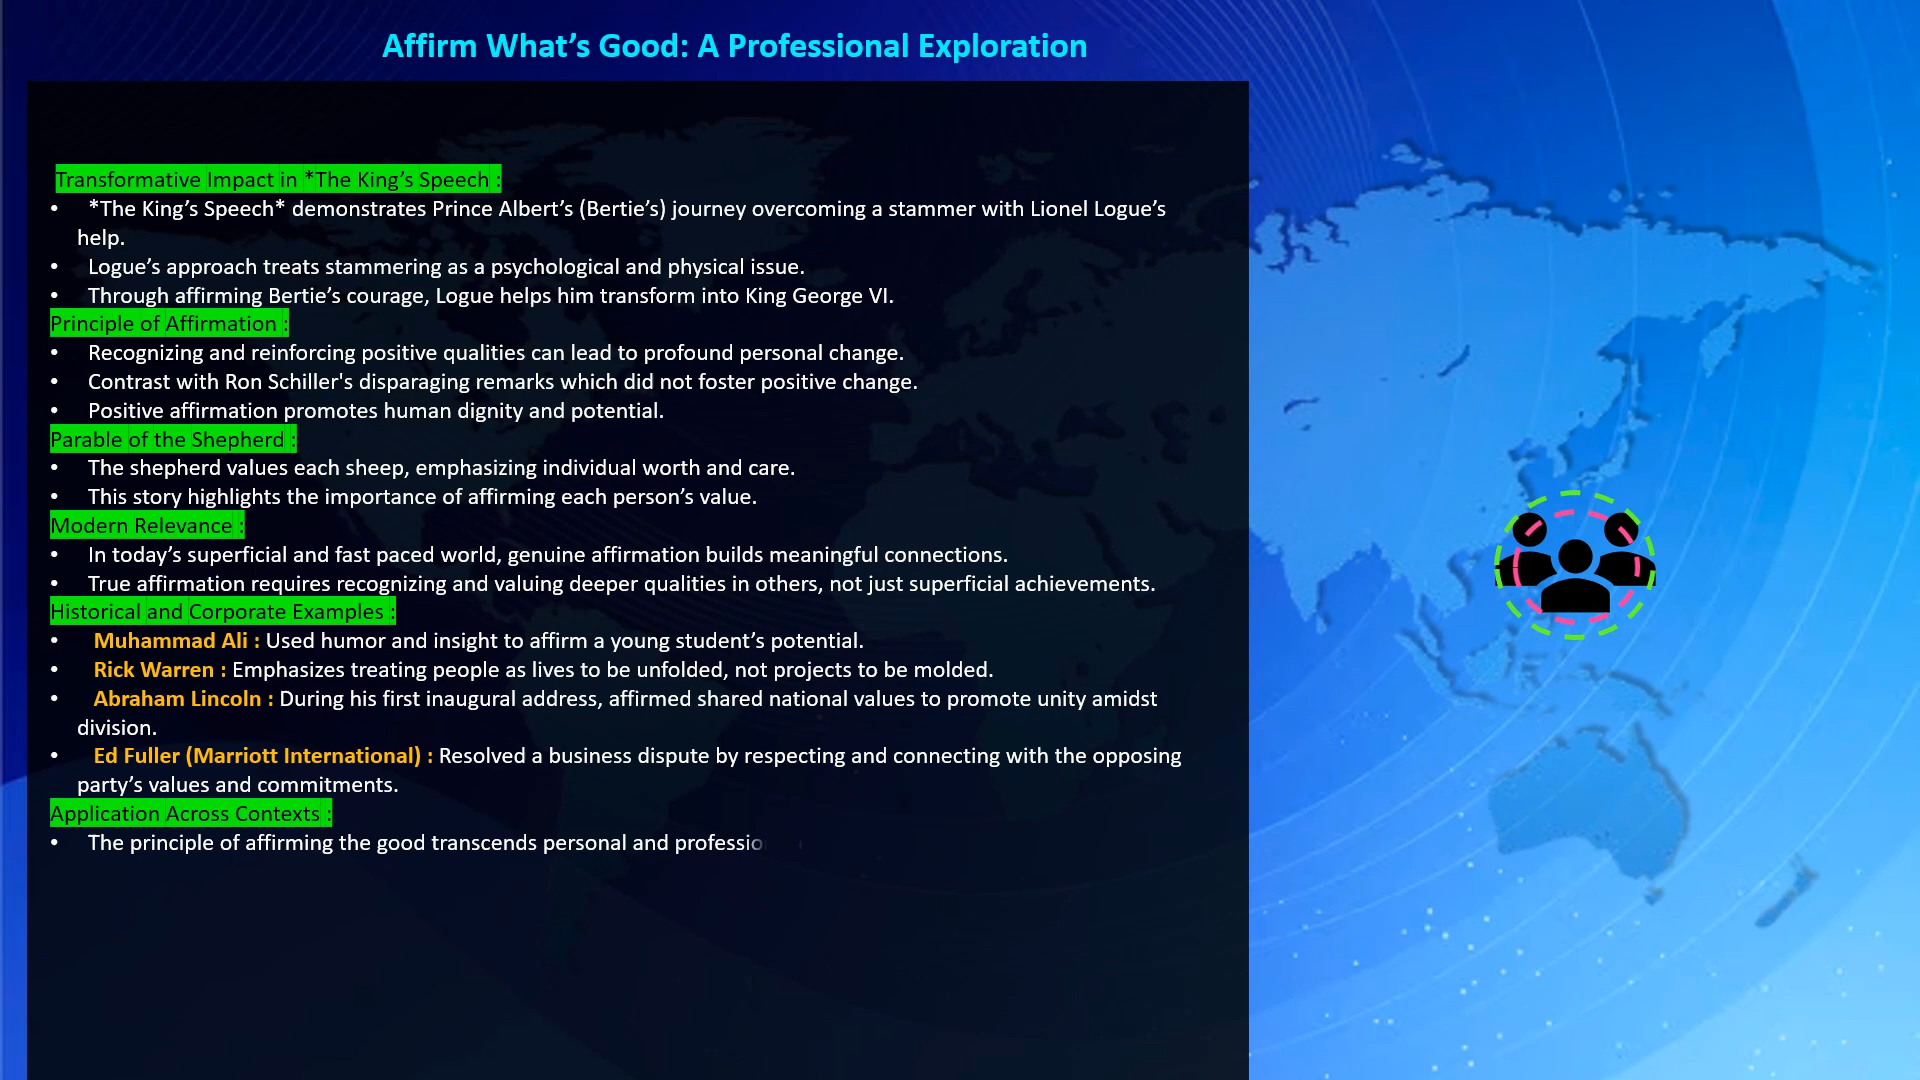 Affirm What’s Good: A Professional Exploration
Transformative Impact in *The King’s Speech :
• *The King’s Speech* demonstrates Prince Albert’s (Bertie’s) journey overcoming a stammer with Lionel Logue’s
help.
• Logue’s approach treats stammering as a psychological and physical issue.
• Through affirming Bertie’s courage, Logue helps him transform into King George VI.
Principle of Affirmation :
• Recognizing and reinforcing positive qualities can lead to profound personal change.
• Contrast with Ron Schiller's disparaging remarks which did not foster positive change.
• Positive affirmation promotes human dignity and potential.
Parable of the Shepherd :
• The shepherd values each sheep, emphasizing individual worth and care.
• This story highlights the importance of affirming each person’s value.
Modern Relevance :
• In today’s superficial and fast paced world, genuine affirmation builds meaningful connections.
• True affirmation requires recognizing and valuing deeper qualities in others, not just superficial achievements.
Historical and Corporate Examples :
• Muhammad Ali : Used humor and insight to affirm a young student’s potential.
• Rick Warren : Emphasizes treating people as lives to be unfolded, not projects to be molded.
• Abraham Lincoln : During his first inaugural address, affirmed shared national values to promote unity amidst
division.
• Ed Fuller (Marriott International) : Resolved a business dispute by respecting and connecting with the opposing
party’s values and commitments.
Application Across Contexts :
• The principle of affirming the good transcends personal and professio